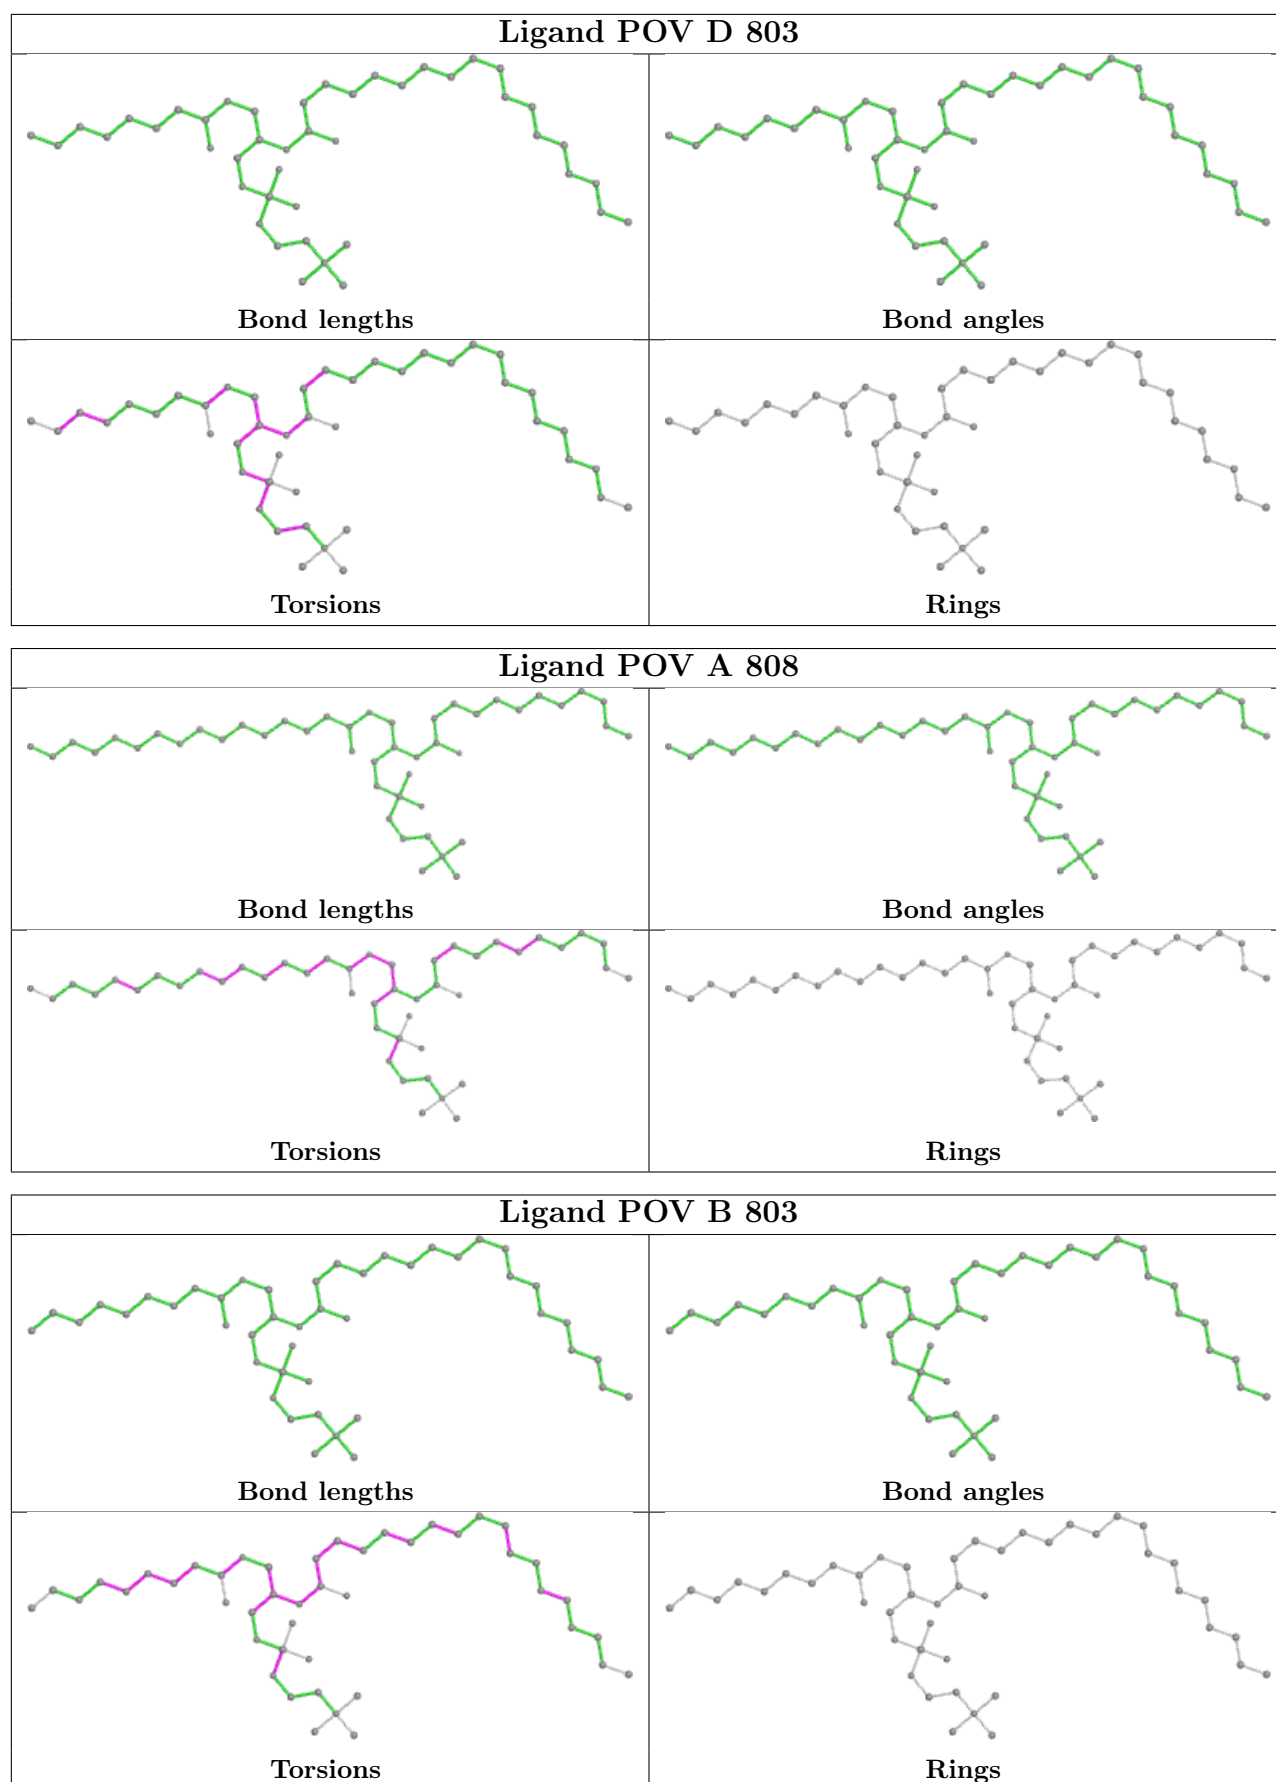 Ligand POV D 803
Bond lengths
Bond angles
Torsions
Rings
Ligand POV A 808
Bond lengths
Bond angles
Torsions
Rings
Ligand POV B 803
Bond lengths
Bond angles
Torsions
Rings